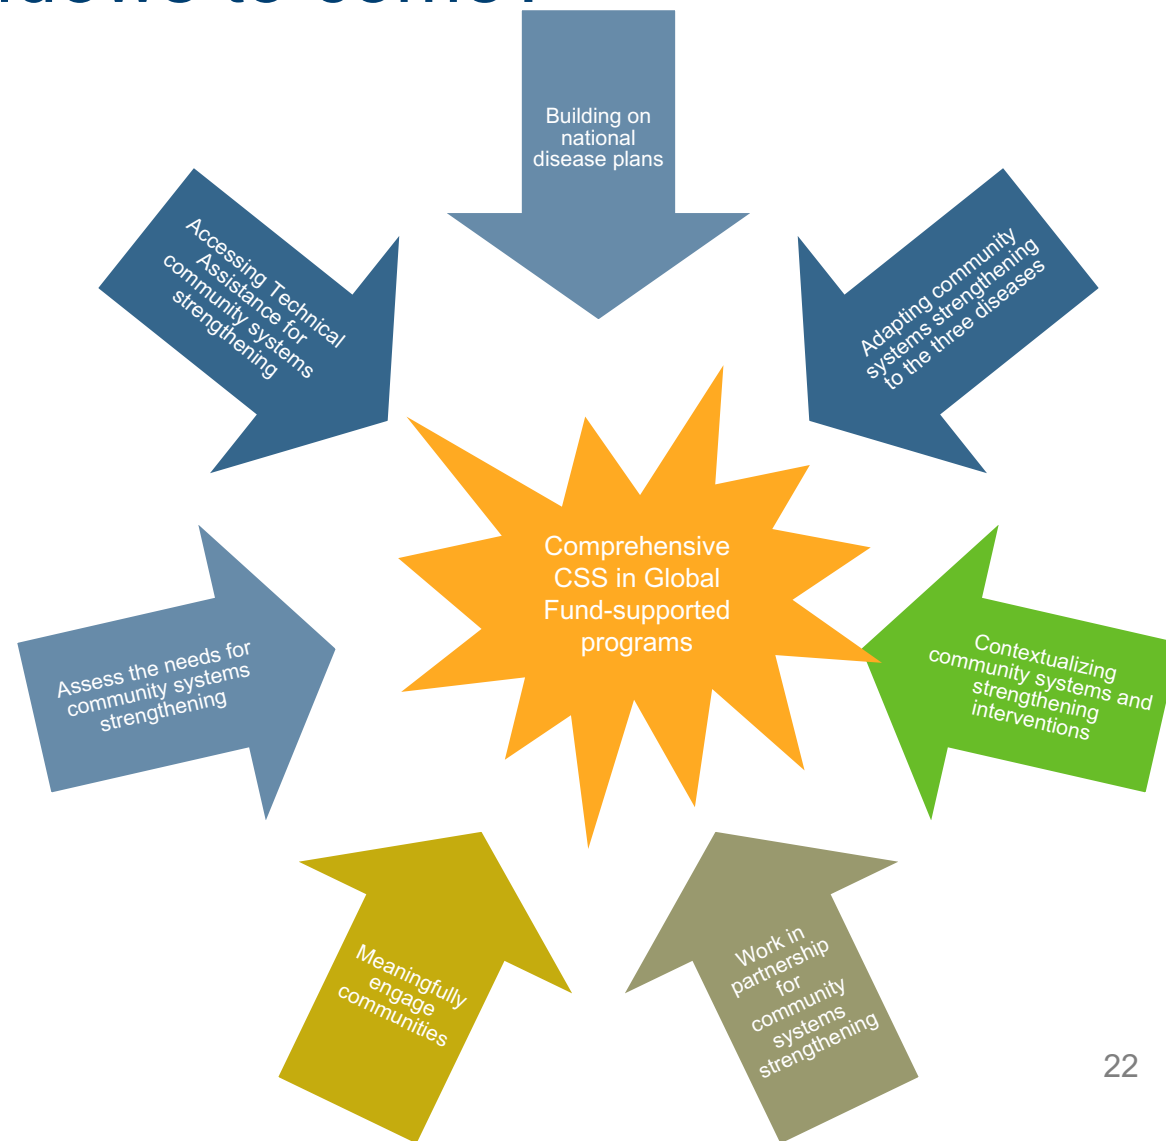 to come?
Building on
national
disease plans
Accessing Technical
Assistance for
community systems
strengthening
Adapting community
systems strengthening
to the three diseases
Comprehensive
CSS in Global
Fund-supported
programs
Assess the needs for
community systems
strengthening
Contextualizing
community systems and
strengthening
interventions
Meaningfully
engage
communities
Work in
partnership
for
community
systems
strengthening
22